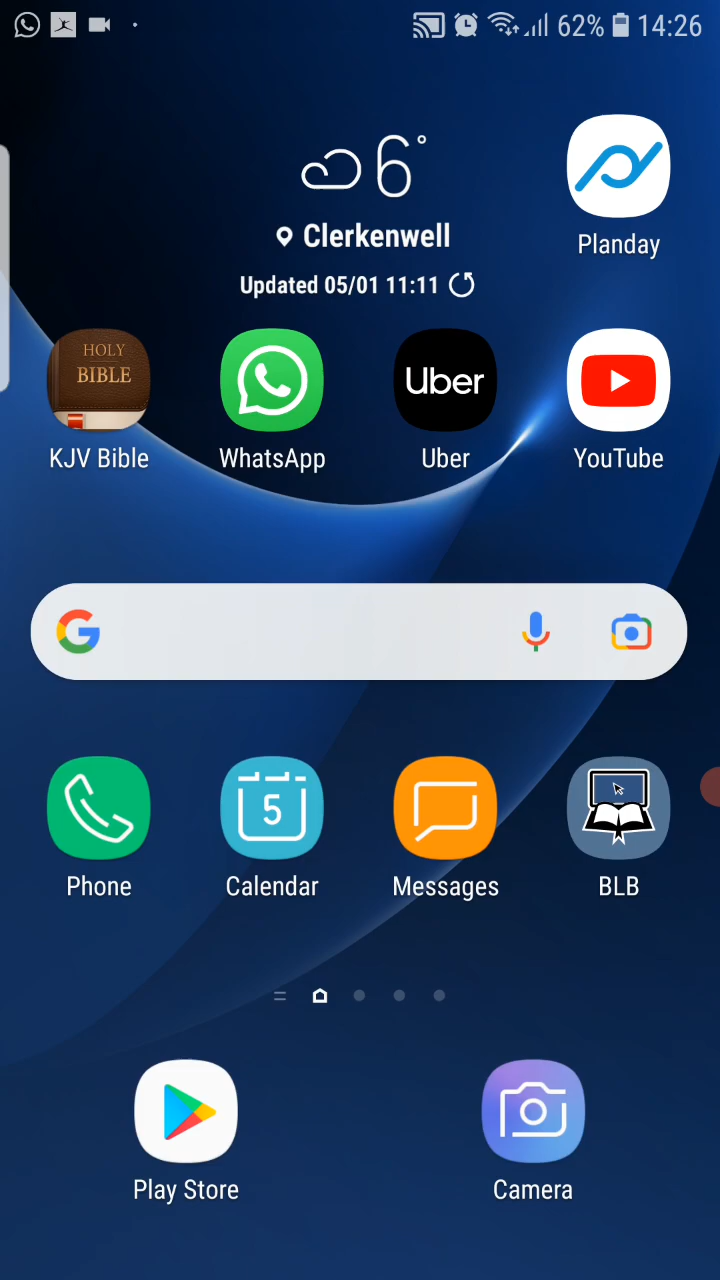 62% 14:26
6°
Clerkenwell
Updated 05/01 11:11
Planday
HOLY
BIBLE
Uber
KJV Bible WhatsApp Uber YouTube
G
5
Phone Calendar Messages BLB
Play Store Camera